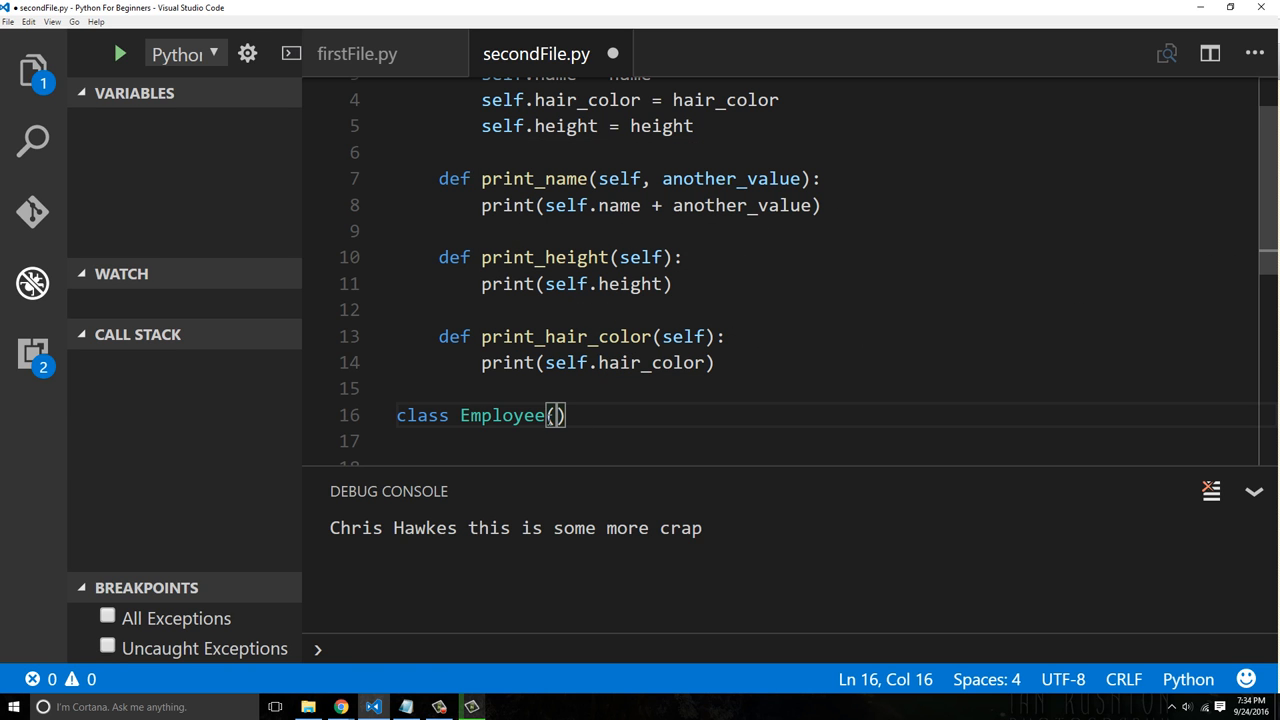 ● secondFile.py - Python For Beginners - Visual Studio Code
File Edit View Go Help
Pythor
firstFile.py
secondFile.py ●
1
2
VARIABLES
WATCH
CALL STACK
BREAKPOINTS
All Exceptions
Uncaught Exceptions
4 self.hair_color = hair_color
5 self.height = height
6
7 def print_name(self, another_value):
8 print(self.name + another_value)
9
10 def print_height(self):
11 print(self.height)
12
13 def print_hair_color(self):
14 print(self.hair_color)
15
16 class Employee()
17
DEBUG CONSOLE
Chris Hawkes this is some more crap
0 0
Ln 16, Col 16 Spaces: 4 UTF-8 CRLF Python
I'm Cortana. Ask me anything.
7:34 PM
9/24/2016